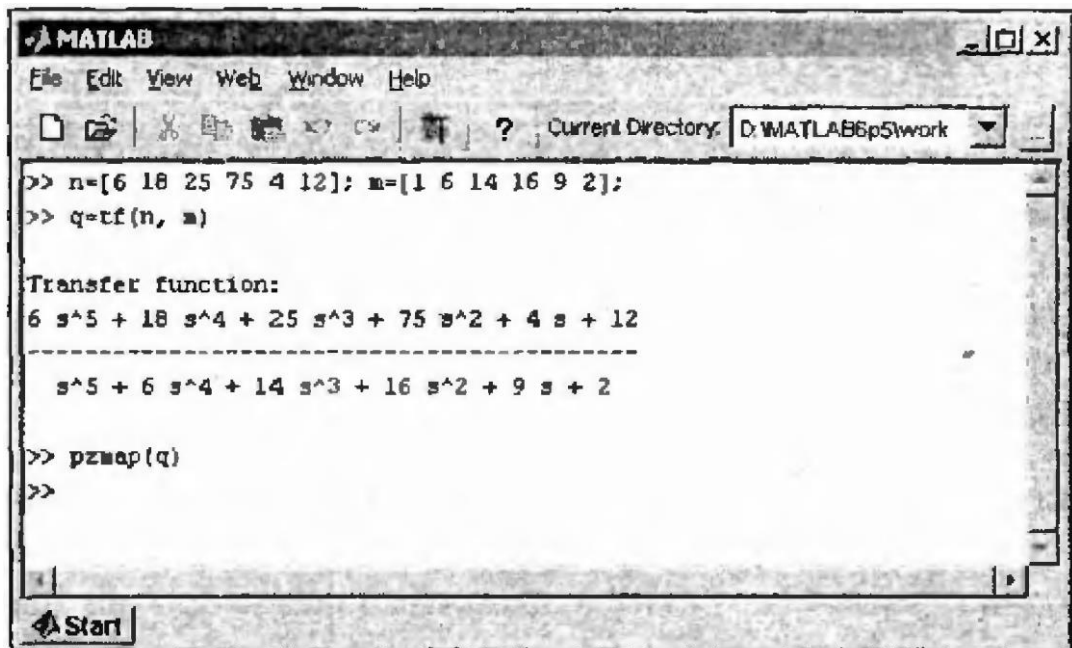 MATLAB
File Edit View Web Window Help
? Current Directory: D:\MATLAB6p5\work ...
>> n=[6 18 25 75 4 12]; m=[1 6 14 16 9 2];
>> q=tf(n, m)
Transfer function:
6 s^5 + 18 s^4 + 25 s^3 + 75 s^2 + 4 s + 12
-------------------------------------------
s^5 + 6 s^4 + 14 s^3 + 16 s^2 + 9 s + 2
>> pzmap(q)
>>
Start